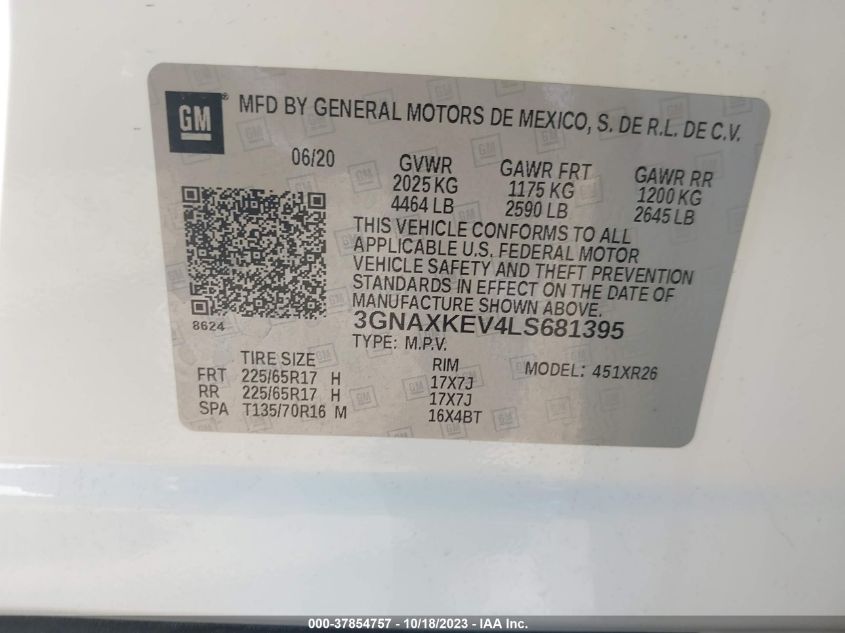 GM ® MFD BY GENERAL MOTORS DE MEXICO, S. DE R.L. DE C.V.
06/20
GVWR GAWR FRT GAWR RR
2025 KG 1175 KG 1200 KG
4464 LB 2590 LB 2645 LB
THIS VEHICLE CONFORMS TO ALL
APPLICABLE U.S. FEDERAL MOTOR
VEHICLE SAFETY AND THEFT PREVENTION
STANDARDS IN EFFECT ON THE DATE OF
MANUFACTURE SHOWN ABOVE.
8624
3GNAXKEV4LS681395
TYPE: M.P.V.
TIRE SIZE RIM MODEL: 451XR26
FRT 225/65R17 H 17X7J
RR 225/65R17 H 17X7J
SPA T135/70R16 M 16X4BT
000-37854757 - 10/18/2023 - IAA Inc.